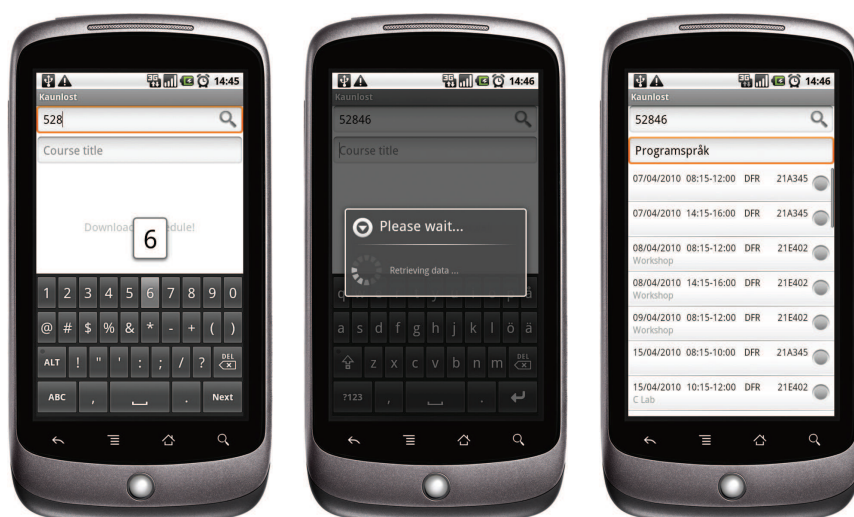 3G 14:45
Kaunlost
528
Course title
6
1 2 3 4 5 6 7 8 9 0
@ # $ % & * - + ( )
ALT ! " ' : ; / ? DEL
ABC , . Next
3G 14:46
Kaunlost
52846
Course title
Please wait...
Retrieving data ...
a s d f g h j k l ö ä
z x c v b n m DEL
?123 , .
3G 14:46
Kaunlost
52846
Programspråk
07/04/2010 08:15-12:00 DFR 21A345
07/04/2010 14:15-16:00 DFR 21A345
08/04/2010 08:15-12:00 DFR 21E402
Workshop
08/04/2010 14:15-16:00 DFR 21E402
Workshop
09/04/2010 08:15-12:00 DFR 21E402
Workshop
15/04/2010 08:15-10:00 DFR 21A345
15/04/2010 10:15-12:00 DFR 21E402
C Lab